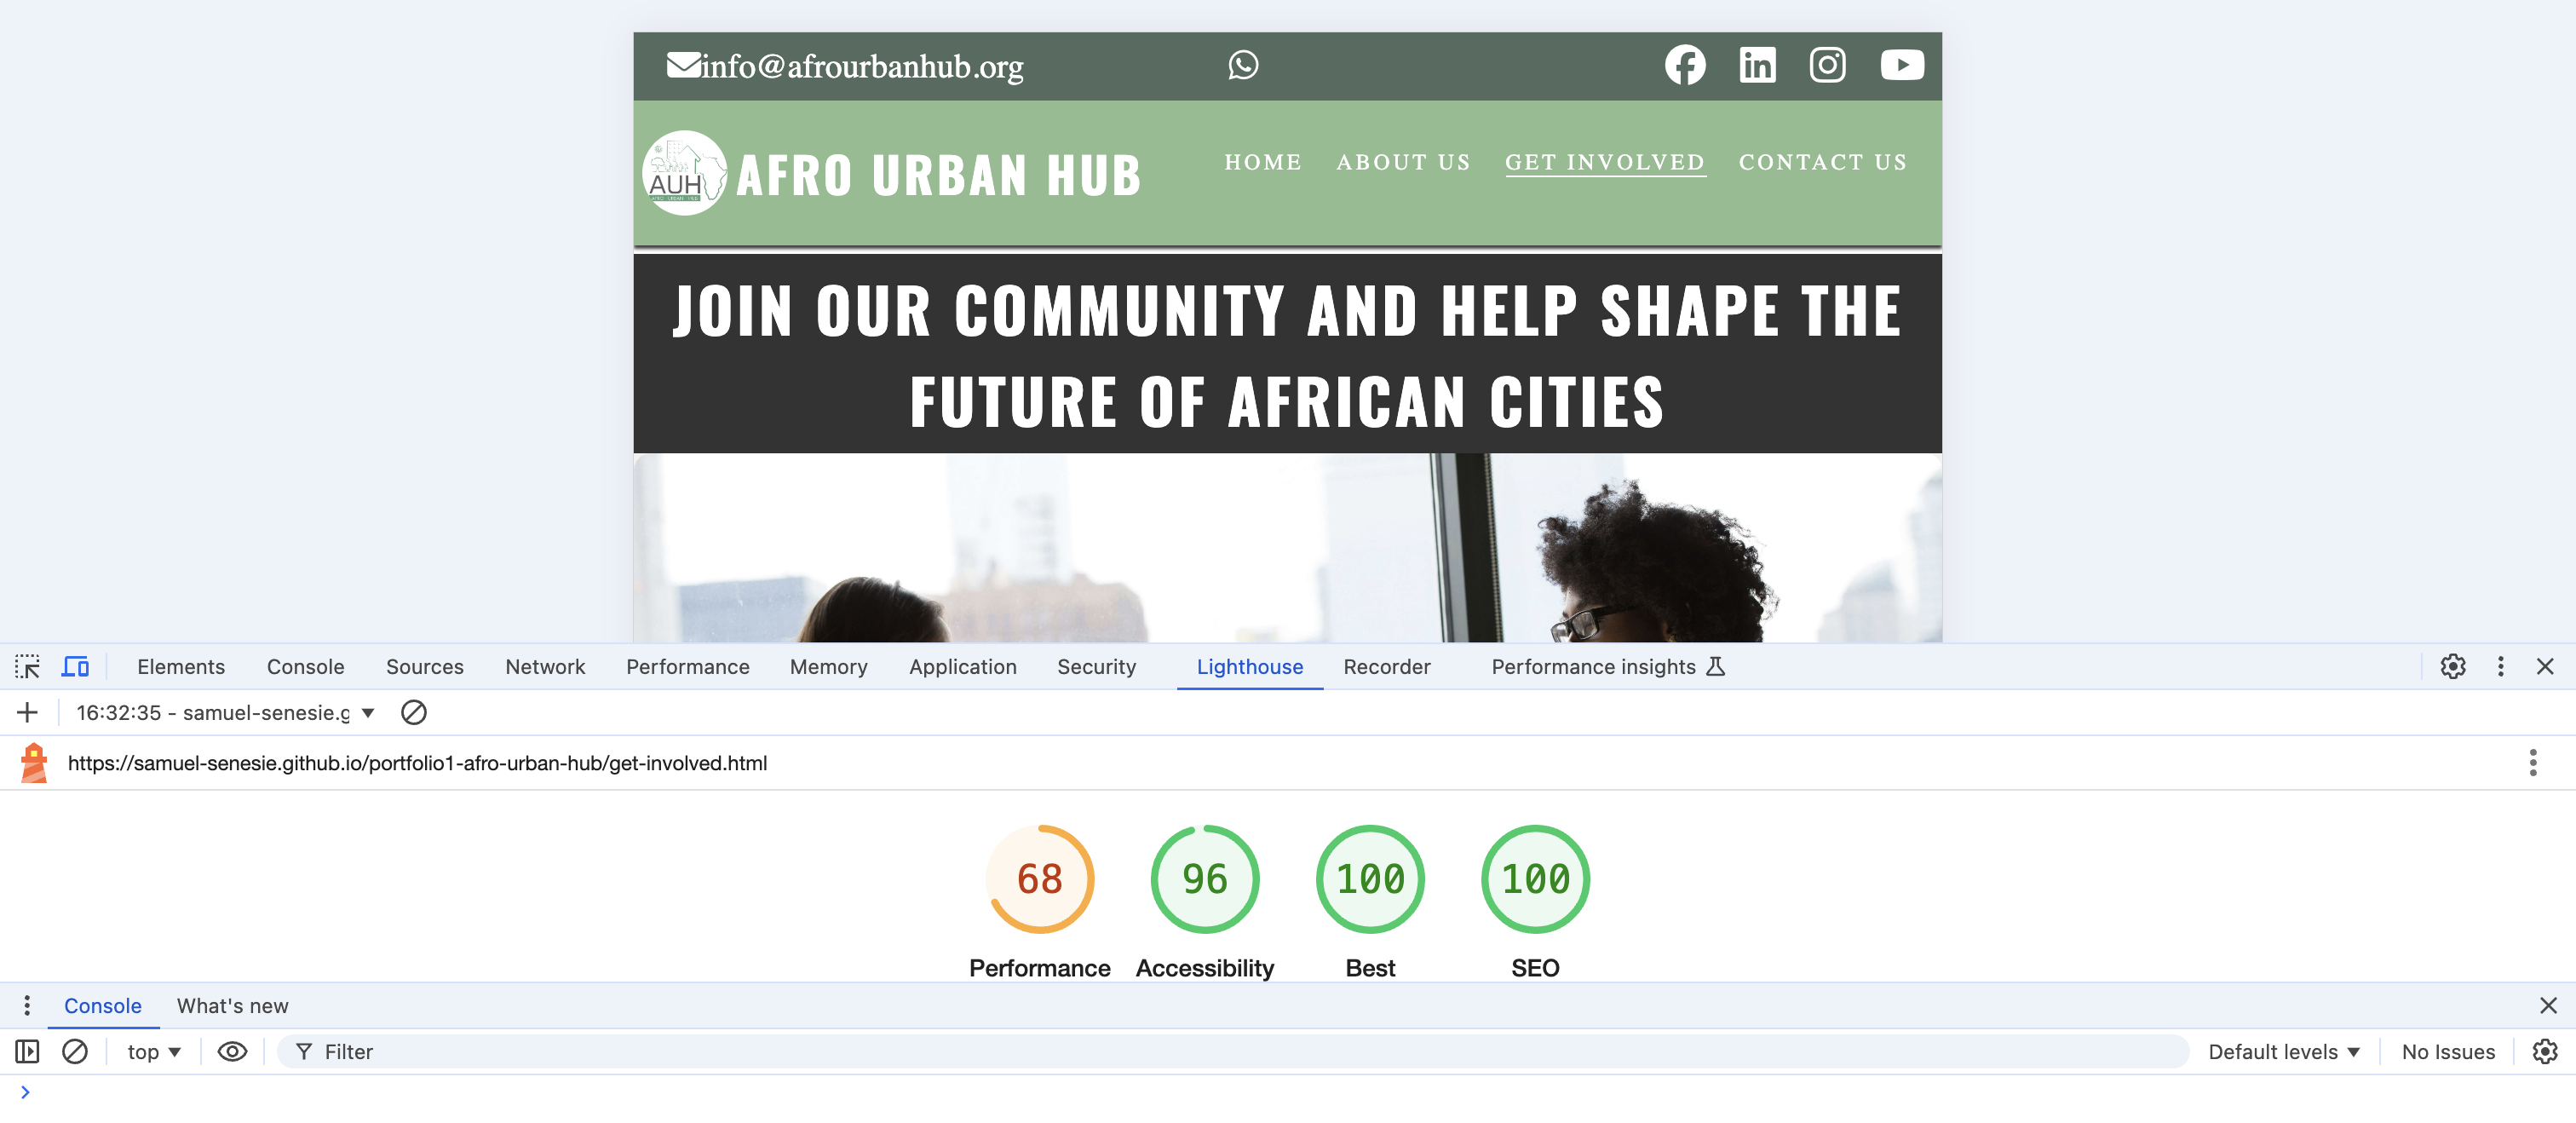 info@afrourbanhub.org
AUH
AFRO URBAN HUB
AFRO URBAN HUB
HOME ABOUT US GET INVOLVED CONTACT US
JOIN OUR COMMUNITY AND HELP SHAPE THE
FUTURE OF AFRICAN CITIES
Elements Console Sources Network Performance Memory Application Security Lighthouse Recorder Performance insights
16:32:35 - samuel-senesie.g
https://samuel-senesie.github.io/portfolio1-afro-urban-hub/get-involved.html
68 96 100 100
Performance Accessibility Best SEO
Console What's new
top Filter Default levels No Issues